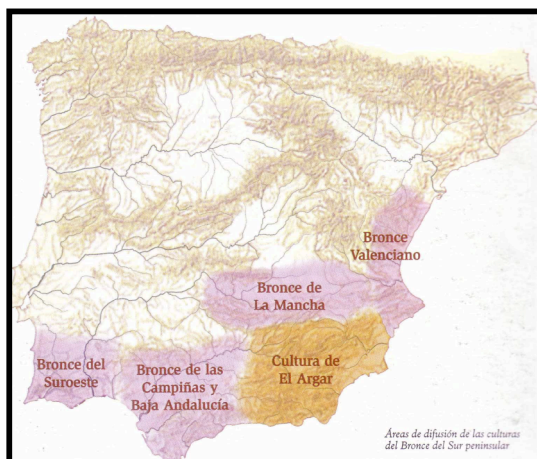 Bronce
Valenciano
Bronce de
La Mancha
Bronce del
Suroeste
Bronce de las
Campiñas y
Baja Andalucía
Cultura de
El Argar
Áreas de difusión de las culturas
del Bronce del Sur peninsular